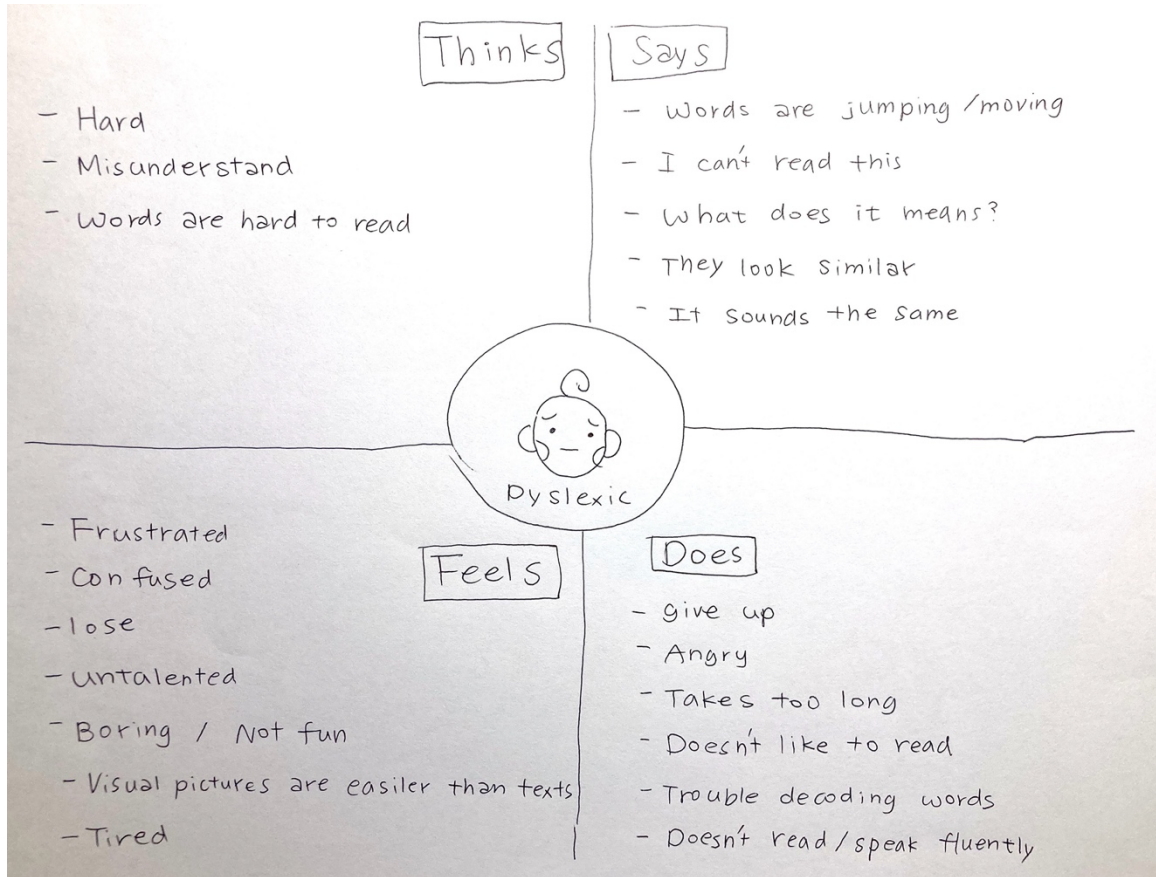 Thinks
- Hard
- Misunderstand
- Words are hard to read
Says
- Words are jumping /moving
- I can't read this
- What does it means?
- They look similar
- It sounds the same
Dyslexic
Feels
- Frustrated
- Confused
- lose
- untalented
- Boring / Not fun
- Visual pictures are easiler than texts
- Tired
Does
- give up
- Angry
- Takes too long
- Doesn't like to read
- Trouble decoding words
- Doesn't read/speak fluently